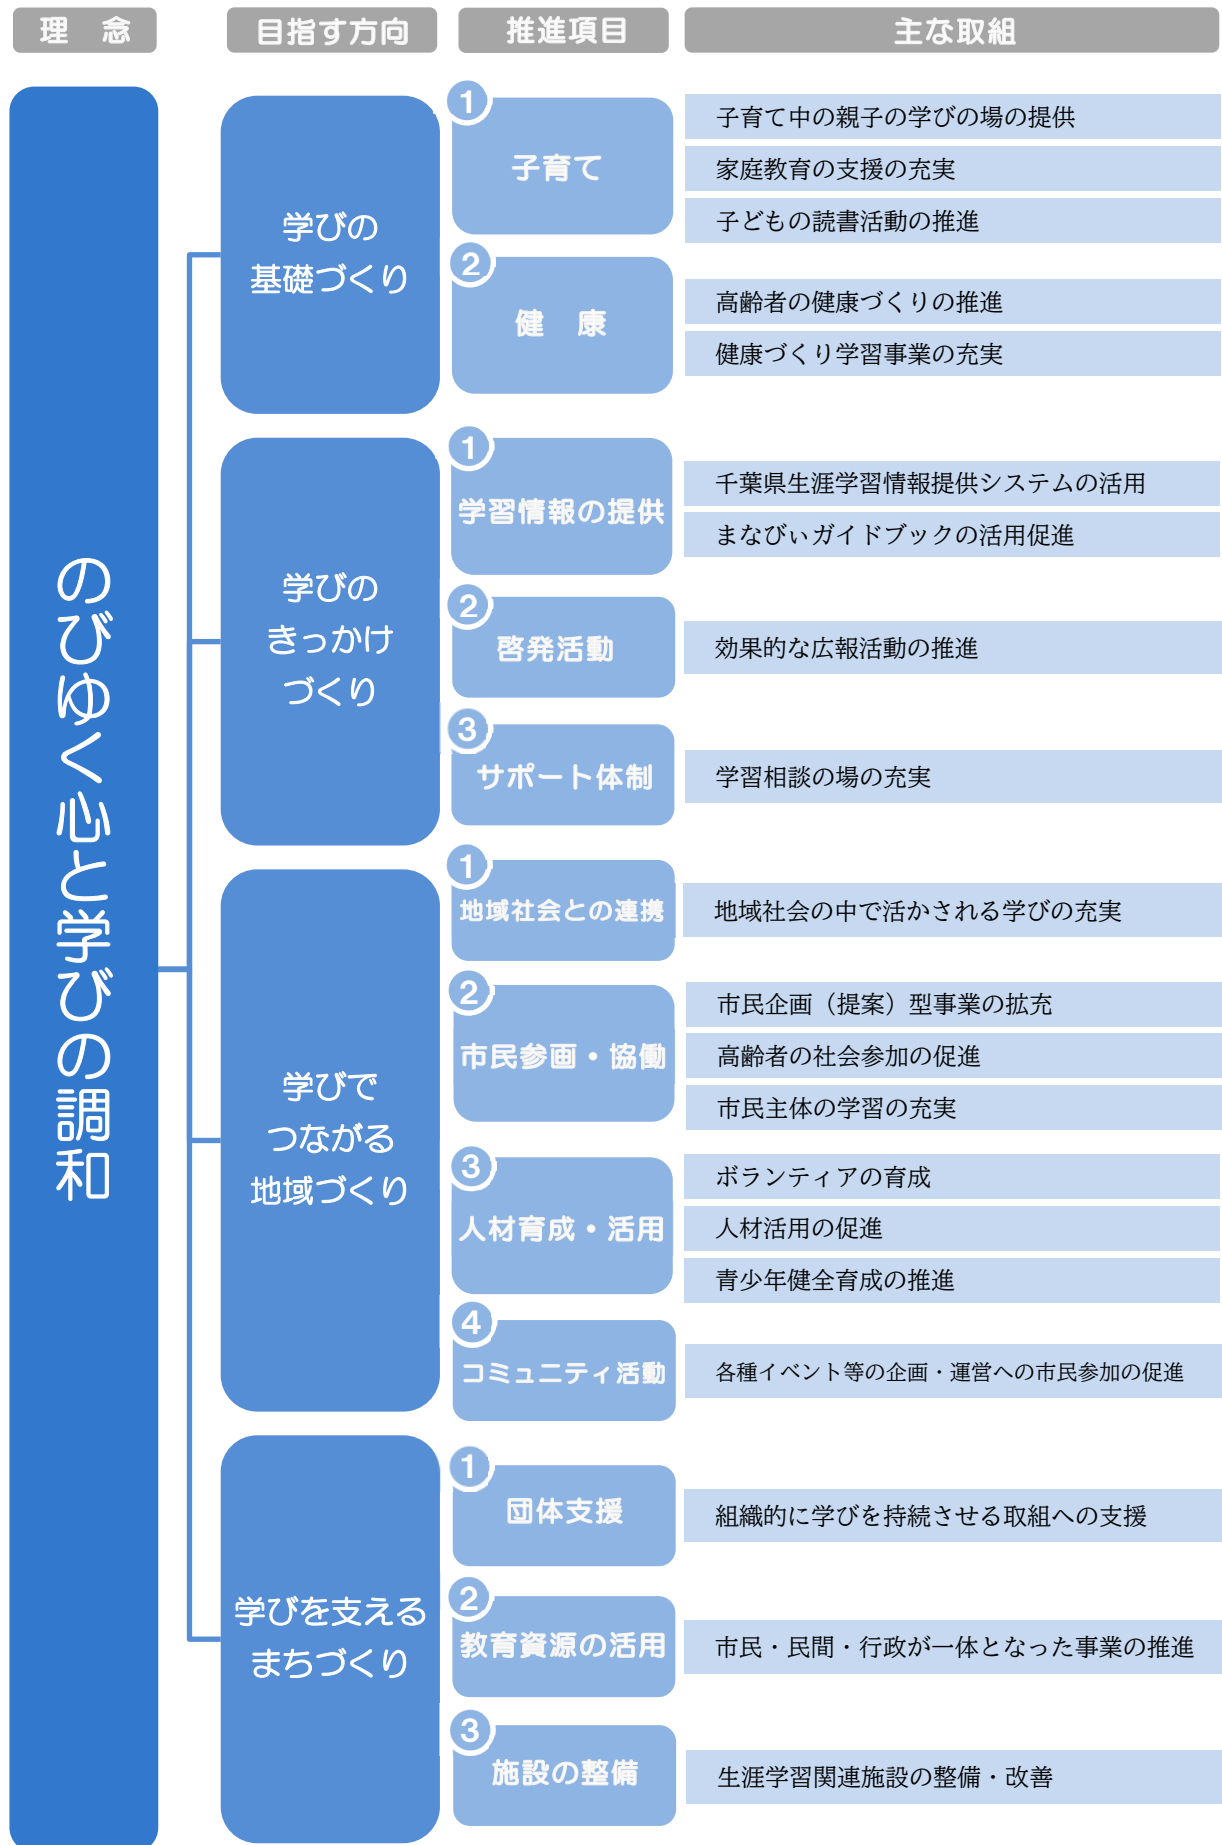 理　念
目指す方向
推進項目
主な取組
のびゆく心と学びの調和
学びの
基礎づくり
1
子育て
子育て中の親子の学びの場の提供
家庭教育の支援の充実
子どもの読書活動の推進
2
健　康
高齢者の健康づくりの推進
健康づくり学習事業の充実
学びの
きっかけ
づくり
1
学習情報の提供
千葉県生涯学習情報提供システムの活用
まなびぃガイドブックの活用促進
2
啓発活動
効果的な広報活動の推進
3
サポート体制
学習相談の場の充実
学びで
つながる
地域づくり
1
地域社会との連携
地域社会の中で活かされる学びの充実
2
市民参画・協働
市民企画（提案）型事業の拡充
高齢者の社会参加の促進
市民主体の学習の充実
3
人材育成・活用
ボランティアの育成
人材活用の促進
青少年健全育成の推進
4
コミュニティ活動
各種イベント等の企画・運営への市民参加の促進
学びを支える
まちづくり
1
団体支援
組織的に学びを持続させる取組への支援
2
教育資源の活用
市民・民間・行政が一体となった事業の推進
3
施設の整備
生涯学習関連施設の整備・改善